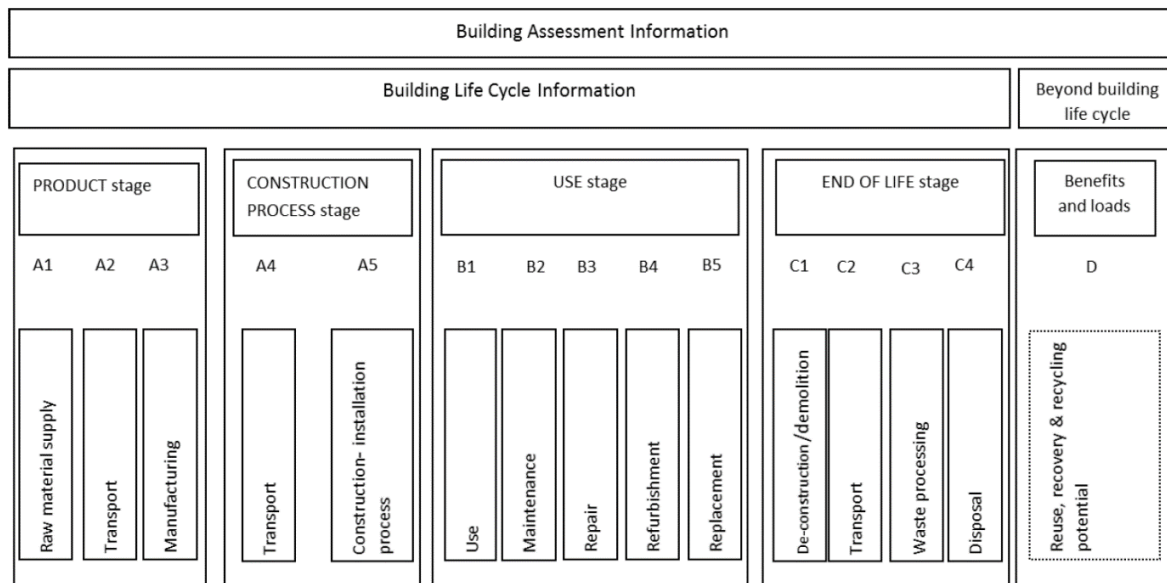 Building Assessment Information
Building Life Cycle Information
Beyond building
life cycle
PRODUCT stage
CONSTRUCTION
PROCESS stage
USE stage
END OF LIFE stage
Benefits
and loads
A1
A2
A3
A4
A5
B1
B2
B3
B4
B5
C1
C2
C3
C4
D
Raw material supply
Transport
Manufacturing
Transport
Construction- installation
process
Use
Maintenance
Repair
Refurbishment
Replacement
De-construction/demolition
Transport
Waste processing
Disposal
Reuse, recovery & recycling
potential